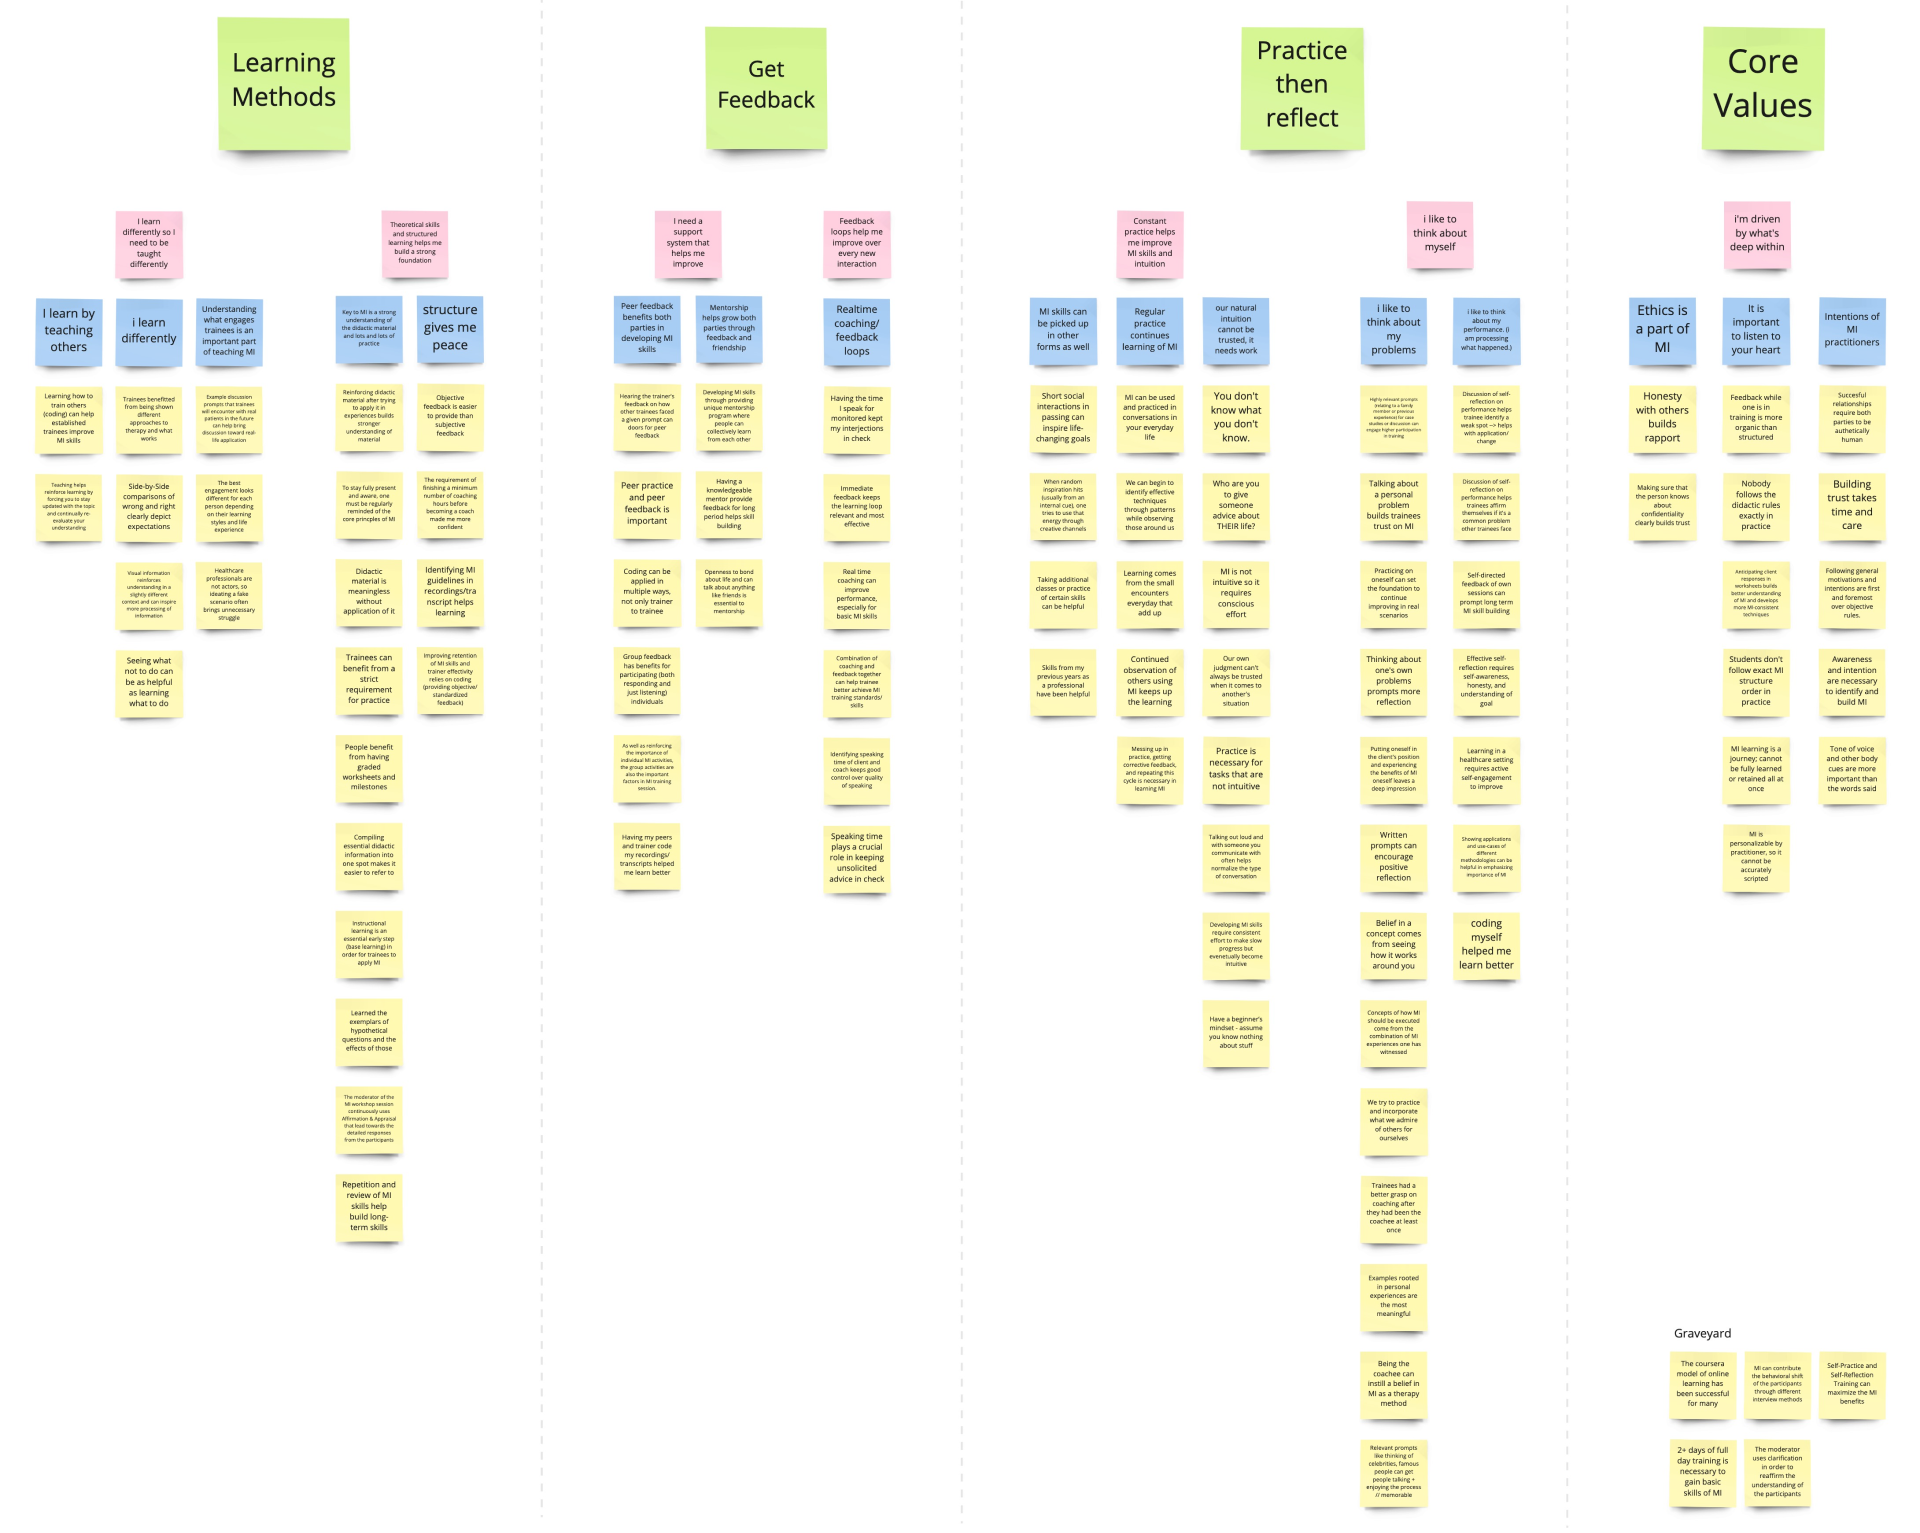 Learning
Methods
Get
Feedback
Practice
then
reflect
Core
Values
I learn
differently so I
need to be
taught
differently
Theoretical skills
and structured
learning helps me
build a strong
foundation
I need a
support
system that
helps me
improve
Feedback
loops help me
improve over
every new
interaction
Constant
practice helps
me improve
MI skills and
intuition
i like to
think about
myself
i'm driven
by what's
deep within
I learn by
teaching
others
i learn
differently
Understanding
what engages
trainees is an
important part
of teaching MI
Key to MI is a strong
understanding of
the didactic material
and lots and lots of
practice
structure
gives me
peace
Peer feedback
benefits both
parties in
developing MI
skills
Mentorship
helps grow both
parties through
feedback and
friendship
Realtime
coaching/
feedback
loops
MI skills can
be picked up
in other
forms as well
Regular
practice
continues
learning of MI
our natural
intuition
cannot be
trusted, it
needs work
i like to
think about
my
problems
i like to think
about my
performance. (i
am processing
what happened.)
Ethics is
a part of
MI
It is
important
to listen to
your heart
Intentions of
MI
practitioners
Learning how to
train others
(coding) can help
established
trainees improve
MI skills
Teaching helps
reinforce learning by
forcing you to stay
updated with the topic
and continually re-
evaluate your
understanding
Trainees benefitted
from being shown
different
approaches to
therapy and what
works
Side-by-Side
comparisons of
wrong and right
clearly depict
expectations
Visual information
reinforces
understanding in a
slightly different
context and can inspire
more processing of
information
Seeing what
not to do can
be as helpful
as learning
what to do
Example discussion
prompts that trainees
will encounter with real
patients in the future
can help bring
discussion toward real-
life application
The best
engagement looks
different for each
person depending
on their learning
styles and life
experience
Healthcare
professionals are
not actors, so
ideating a fake
scenario often
brings unnecessary
struggle
Reinforcing didactic
material after trying
to apply it in
experiences builds
stronger
understanding of
material
To stay fully present
and aware, one
must be regularly
reminded of the
core princples of MI
Didactic
material is
meaningless
without
application of it
Trainees can
benefit from a
strict
requirement
for practice
People benefit
from having
graded
worksheets and
milestones
Compiling
essential didactic
information into
one spot makes it
easier to refer to
Instructional
learning is an
essential early step
(base learning) in
order for trainees to
apply MI
Learned the
exemplars of
hypothetical
questions and the
effects of those
The moderator of the
MI workshop session
continuously uses
Affirmation & Appraisal
that lead towards the
detailed responses
from the participants
Repetition and
review of MI
skills help
build long-
term skills
Objective
feedback is easier
to provide than
subjective
feedback
The requirement of
finishing a minimum
number of coaching
hours before
becoming a coach
made me more
confident
Identifying MI
guidelines in
recordings/tra
nscript helps
learning
Improving retention
of MI skills and
trainer effectivity
relies on coding
(providing objective/
standardized
feedback)
Hearing the trainer's
feedback on how
other trainees faced
a given prompt can
doors for peer
feedback
Peer practice
and peer
feedback is
important
Coding can be
applied in
multiple ways,
not only trainer
to trainee
Group feedback
has benefits for
participating (both
responding and
just listening)
individuals
As well as reinforcing
the importance of
individual MI activities,
the group activities are
also the important
factors in MI training
session.
Having my peers
and trainer code
my recordings/
transcripts helped
me learn better
Developing MI skills
through providing
unique mentorship
program where
people can
collectively learn
from each other
Having a
knowledgeable
mentor provide
feedback for long
period helps skill
building
Openness to bond
about life and can
talk about anything
like friends is
essential to
mentorship
Having the time
I speak for
monitored kept
my interjections
in check
Immediate
feedback keeps
the learning loop
relevant and most
effective
Real time
coaching can
improve
performance,
especially for
basic MI skills
Combination of
coaching and
feedback together
can help trainee
better achieve MI
training standards/
skills
Identifying speaking
time of client and
coach keeps good
control over quality
of speaking
Speaking time
plays a crucial
role in keeping
unsolicited
advice in check
Short social
interactions in
passing can
inspire life-
changing goals
When random
inspiration hits
(usually from an
internal cue), one
tries to use that
energy through
creative channels
Taking additional
classes or practice
of certain skills
can be helpful
Skills from my
previous years as
a professional
have been helpful
MI can be used
and practiced in
conversations in
your everyday
life
We can begin to
identify effective
techniques
through patterns
while observing
those around us
Learning comes
from the small
encounters
everyday that
add up
Continued
observation of
others using
MI keeps up
the learning
Messing up in
practice, getting
corrective feedback,
and repeating this
cycle is necessary in
learning MI
You don't
know what
you don't
know.
Who are you
to give
someone
advice about
THEIR life?
MI is not
intuitive so it
requires
conscious
effort
Our own
judgment can't
always be trusted
when it comes to
another's
situation
Practice is
necessary for
tasks that are
not intuitive
Talking out loud and
with someone you
communicate with
often helps
normalize the type
of conversation
Developing MI skills
require consistent
effort to make slow
progress but
evenetually become
intuitive
Have a beginner's
mindset - assume
you know nothing
about stuff
Highly relevant prompts
(relating to a family
member or previous
experience) for case
studies or discussion can
engage higher participation
in training
Talking about
a personal
problem
builds trainees
trust on MI
Practicing on
oneself can set
the foundation to
continue
improving in real
scenarios
Thinking about
one's own
problems
prompts more
reflection
Putting oneself in
the client's position
and experiencing
the benefits of MI
oneself leaves a
deep impression
Written
prompts can
encourage
positive
reflection
Belief in a
concept comes
from seeing
how it works
around you
Concepts of how MI
should be executed
come from the
combination of MI
experiences one has
witnessed
We try to practice
and incorporate
what we admire
of others for
ourselves
Trainees had a
better grasp on
coaching after
they had been the
coachee at least
once
Examples rooted
in personal
experiences are
the most
meaningful
Being the
coachee can
instill a belief in
MI as a therapy
method
Relevant prompts
like thinking of
celebrities, famous
people can get
people talking +
enjoying the process
// memorable
Discussion of self-
reflection on
performance helps
trainee identify a
weak spot --> helps
with application/
change
Discussion of self-
reflection on
performance helps
trainees affirm
themselves if it's a
common problem
other trainees face
Self-directed
feedback of own
sessions can
prompt long term
MI skill building
Effective self-
reflection requires
self-awareness,
honesty, and
understanding of
goal
Learning in a
healthcare setting
requires active
self-engagement
to improve
Showing applications
and use-cases of
different
methodologies can be
helpful in emphasizing
importance of MI
coding
myself
helped me
learn better
Honesty
with others
builds
rapport
Making sure that
the person knows
about
confidentiality
clearly builds trust
Feedback while
one is in
training is more
organic than
structured
Nobody
follows the
didactic rules
exactly in
practice
Anticipating client
responses in
worksheets builds
better understanding
of MI and develops
more MI-consistent
techniques
Students don't
follow exact MI
structure
order in
practice
MI learning is a
journey; cannot
be fully learned
or retained all at
once
MI is
personalizable by
practitioner, so it
cannot be
accurately
scripted
Succesful
relationships
require both
parties to be
authetically
human
Building
trust takes
time and
care
Following general
motivations and
intentions are first
and foremost
over objective
rules.
Awareness
and intention
are necessary
to identify and
build MI
Tone of voice
and other body
cues are more
important than
the words said
Graveyard
The coursera
model of online
learning has
been successful
for many
MI can contribute
the behavioral shift
of the participants
through different
interview methods
Self-Practice and
Self-Reflection
Training can
maximize the MI
benefits
2+ days of full
day training is
necessary to
gain basic
skills of MI
The moderator
uses clarification
in order to
reaffirm the
understanding of
the participants